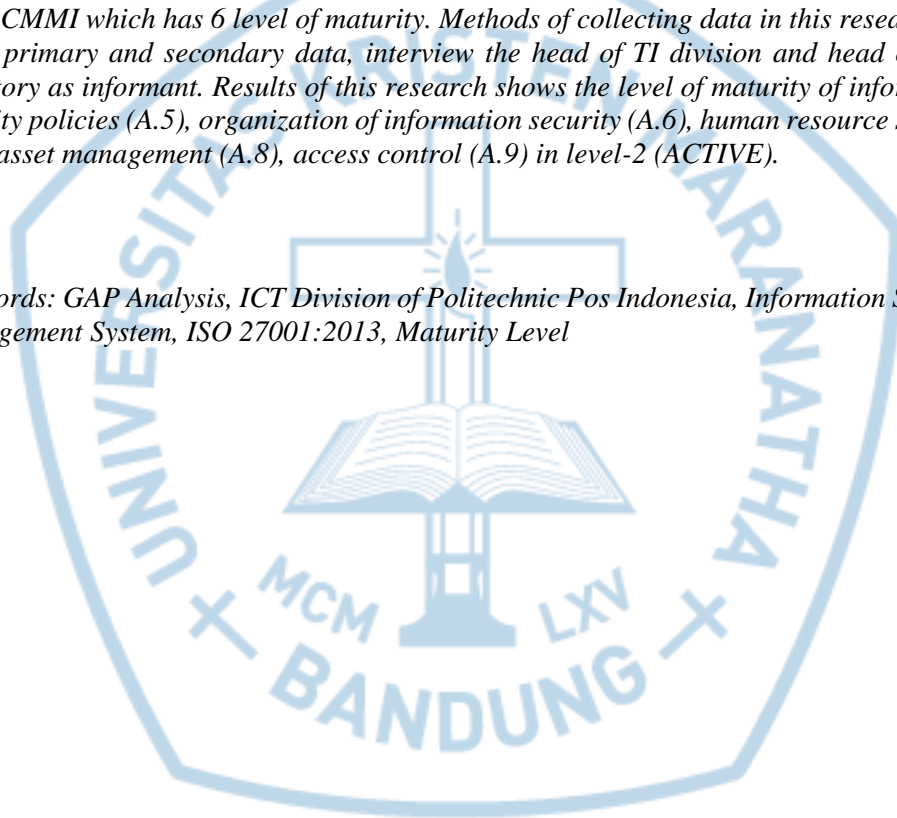 CMMI which has 6 level of maturity. Methods of collecting data in this resea
primary and secondary data, interview the head of TI division and head
tory as informant. Results of this research shows the level of maturity of infor
ity policies (A.5), organization of information security (A.6), human resource
asset management (A.8), access control (A.9) in level-2 (ACTIVE).
ords: GAP Analysis, ICT Division of Politechnic Pos Indonesia, Information S
gement System, ISO 27001:2013, Maturity Level
UNIVERSITAS KRISTEN MARANATHA
MCM LXV
BANDUNG